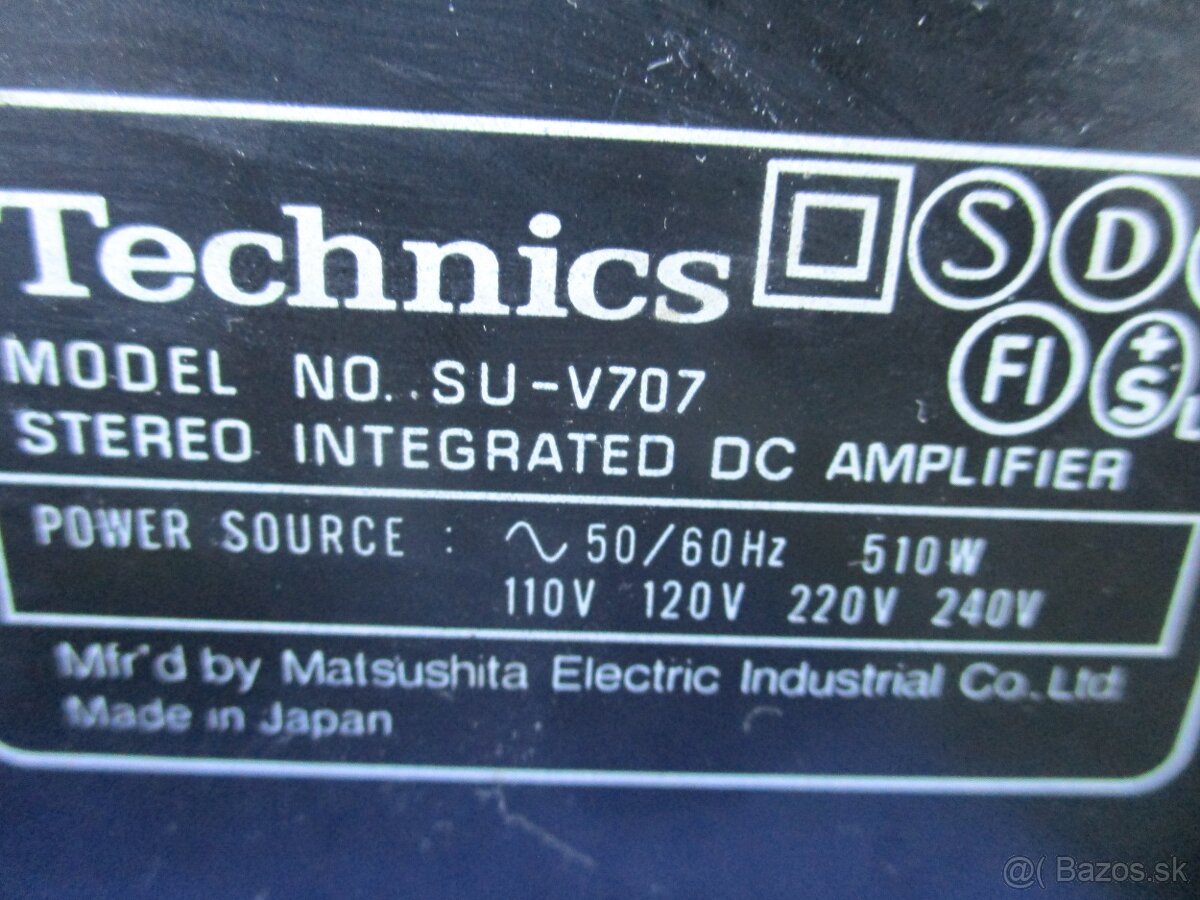 Technics S D
FI +S
MODEL NO. SU-V707
STEREO INTEGRATED DC AMPLIFIER
POWER SOURCE : ∿ 50/60Hz 510W
110V 120V 220V 240V
Mfr'd by Matsushita Electric Industrial Co. Ltd
Made in Japan
@( Bazos.sk